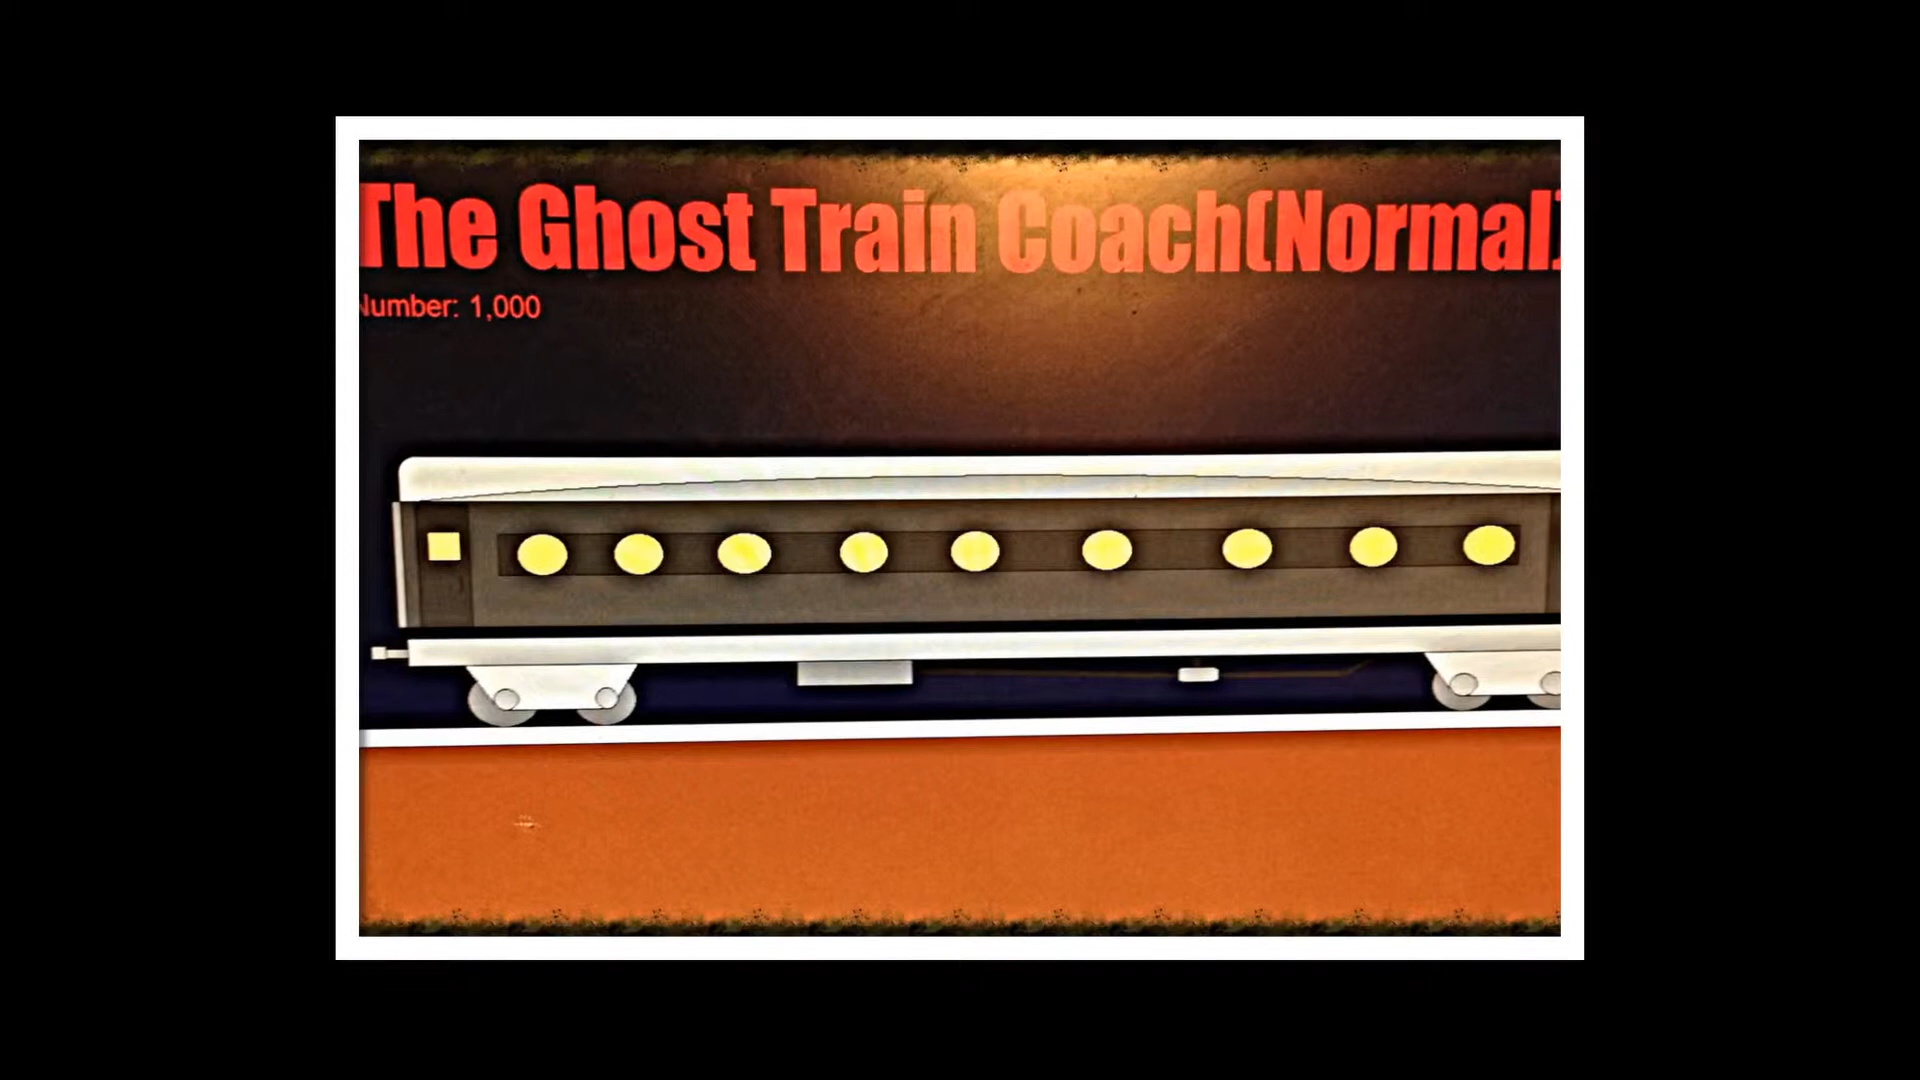 The Ghost Train Coach(Normal)
Number: 1,000